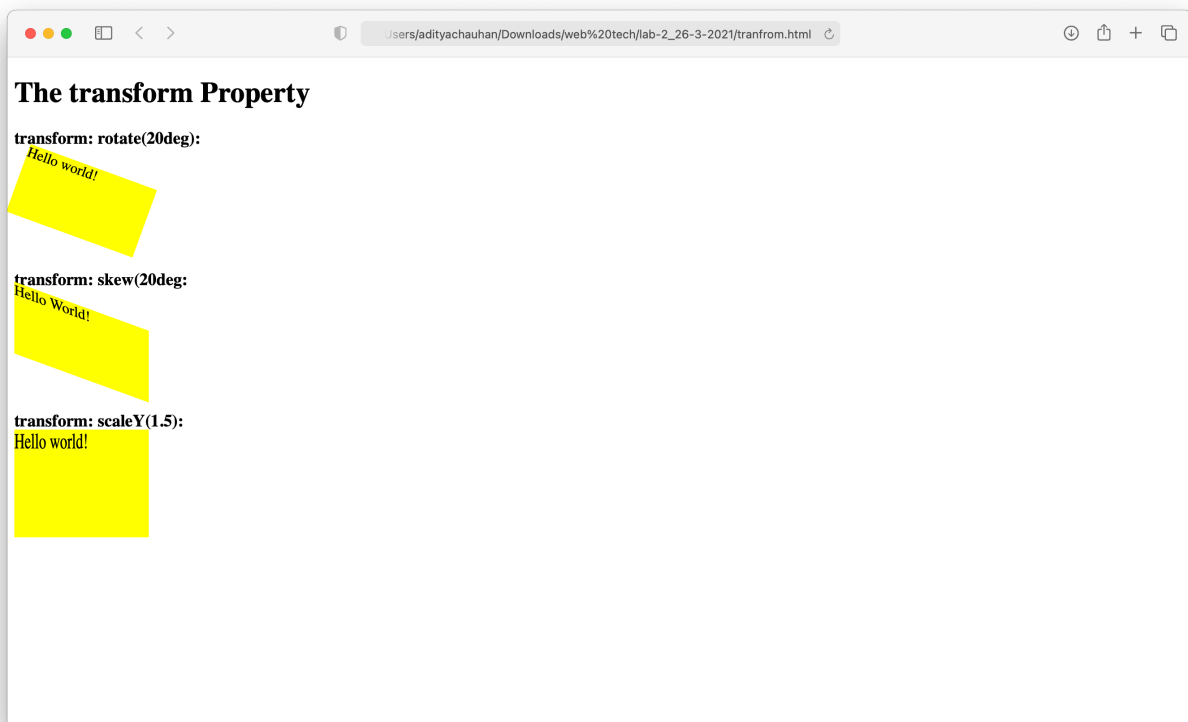 Users/adityachauhan/Downloads/web%20tech/lab-2_26-3-2021/tranfrom.html
The transform Property
transform: rotate(20deg):
Hello world!
transform: skew(20deg:
Hello World!
transform: scaleY(1.5):
Hello world!